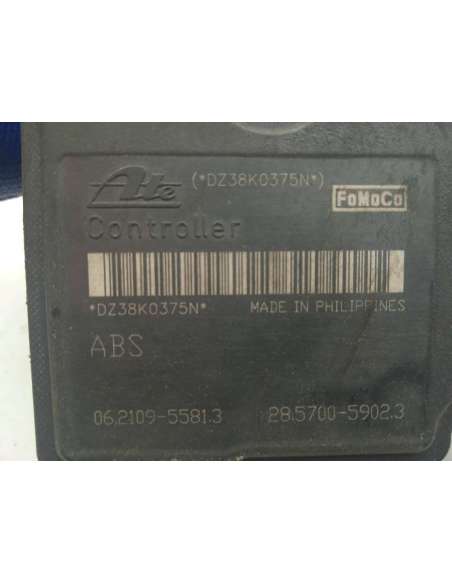 Ate (*DZ38K0375N*) FoMoCo
Controller
*DZ38K0375N* MADE IN PHILIPPINES
ABS
06.2109-5581.3 28.5700-5902.3